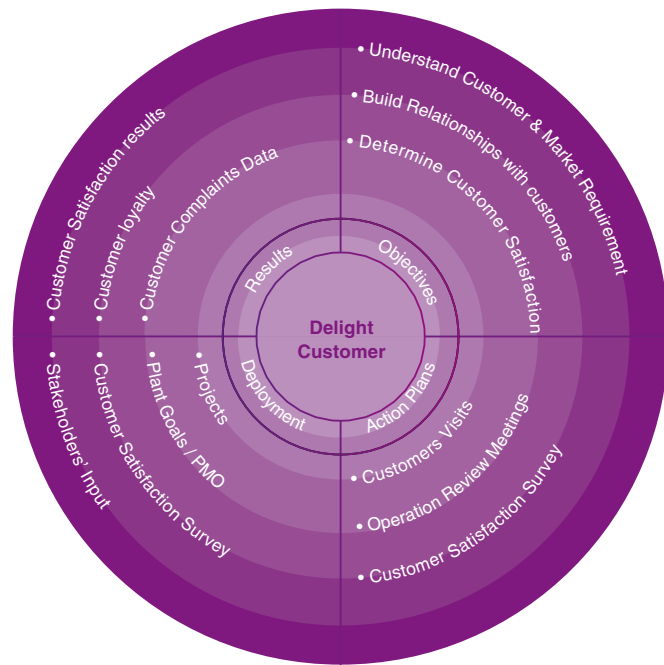 • Understand Customer & Market Requirement
• Build Relationships with customers
• Determine Customer Satisfaction
Objectives
• Customer Satisfaction results
• Customer loyalty
• Customer Complaints Data
Results
Delight
Customer
Action Plans
• Customers Visits
• Operation Review Meetings
• Customer Satisfaction Survey
Deployment
• Projects
• Plant Goals / PMO
• Customer Satisfaction Survey
• Stakeholders' Input